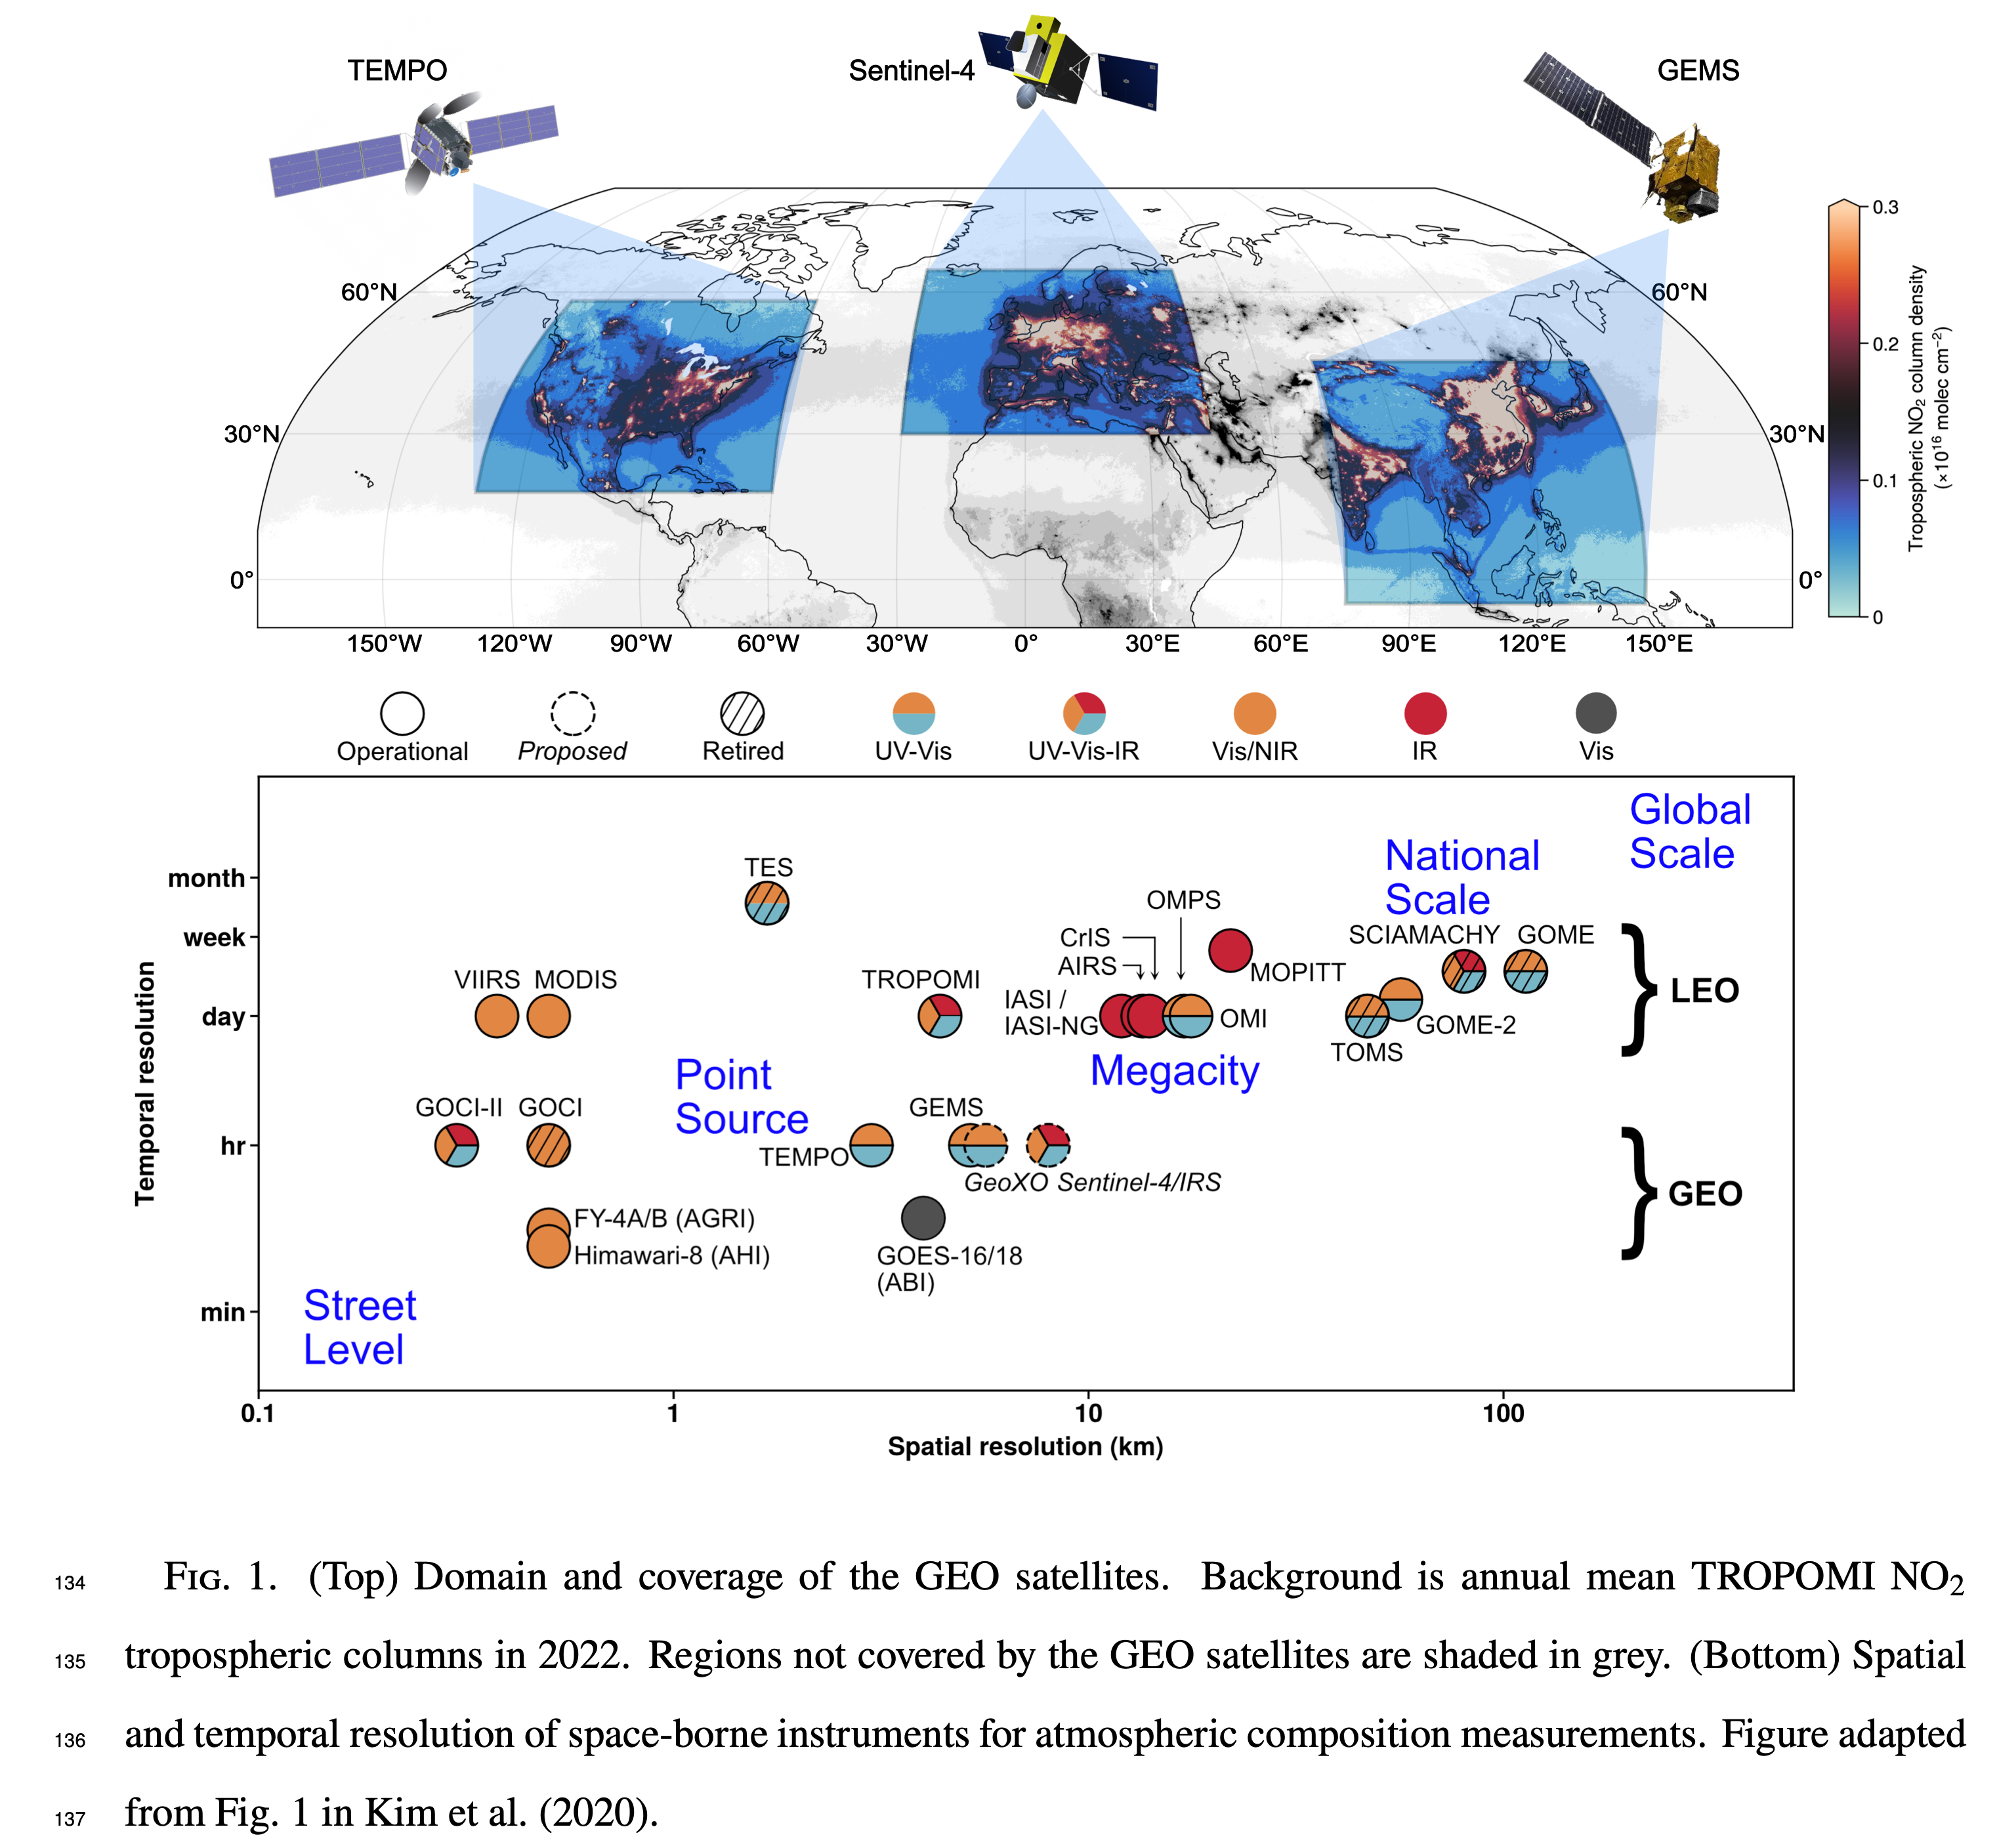 TEMPO
Sentinel-4
GEMS
60°N
60°N
30°N
30°N
0°
0°
150°W
120°W
90°W
60°W
30°W
0°
30°E
60°E
90°E
120°E
150°E
0.3
0.2
0.1
0
Tropospheric NO₂ column density
(×10¹⁶ molec cm⁻²)
Operational
Proposed
Retired
UV-Vis
UV-Vis-IR
Vis/NIR
IR
Vis
Global
Scale
National
Scale
month
TES
OMPS
week
CrIS
AIRS
SCIAMACHY
GOME
VIIRS
MODIS
TROPOMI
MOPITT
IASI /
IASI-NG
LEO
day
OMI
GOME-2
TOMS
Point
Source
Megacity
GOCI-II
GOCI
GEMS
hr
TEMPO
GeoXO
Sentinel-4/IRS
GEO
FY-4A/B (AGRI)
Himawari-8 (AHI)
GOES-16/18
(ABI)
min
Street
Level
Temporal resolution
0.1
1
10
100
Spatial resolution (km)
134 FIG. 1. (Top) Domain and coverage of the GEO satellites. Background is annual mean TROPOMI NO₂
135 tropospheric columns in 2022. Regions not covered by the GEO satellites are shaded in grey. (Bottom) Spatial
136 and temporal resolution of space-borne instruments for atmospheric composition measurements. Figure adapted
137 from Fig. 1 in Kim et al. (2020).